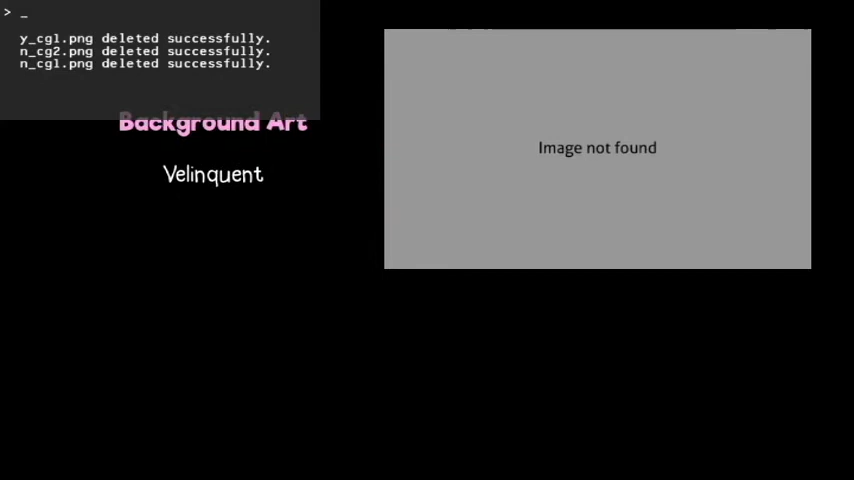 > _
y_cg1.png deleted successfully.
n_cg2.png deleted successfully.
n_cg1.png deleted successfully.
Background Art
Velinquent
Image not found